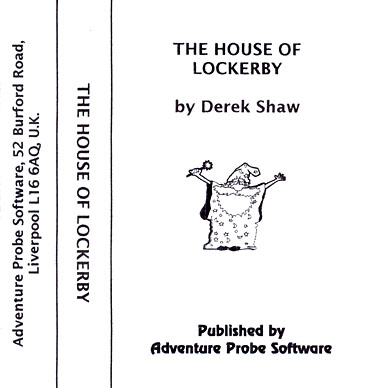 Adventure Probe Software, 52 Burford Road,
Liverpool L16 6AQ, U.K.
THE HOUSE OF LOCKERBY
THE HOUSE OF
LOCKERBY
by Derek Shaw
Published by
Adventure Probe Software